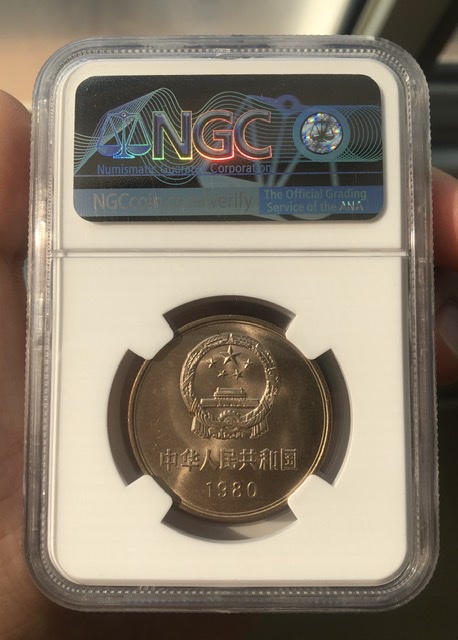 NGC
Numismatic Guaranty Corporation
The Official Grading
Service of the ANA
中华人民共和国
1980